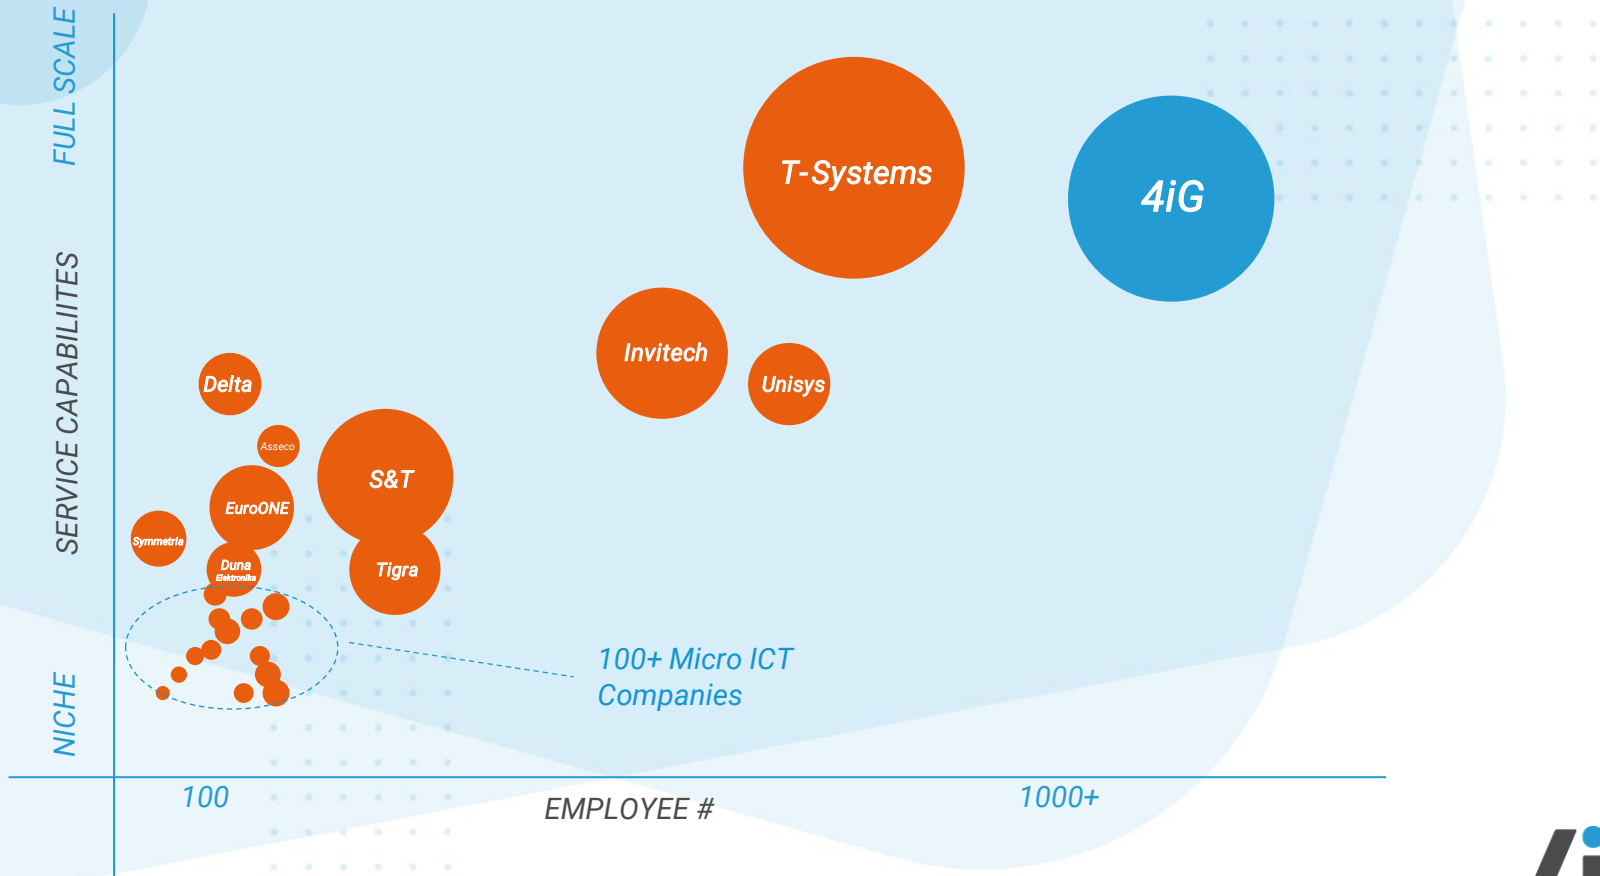 FULL SCALE
SERVICE CAPABILIITES
NICHE
T-Systems
4iG
Invitech
Unisys
Delta
Asseco
S&T
EuroONE
Symmetria
Duna
Elektronika
Tigra
100+ Micro ICT
Companies
100
EMPLOYEE #
1000+